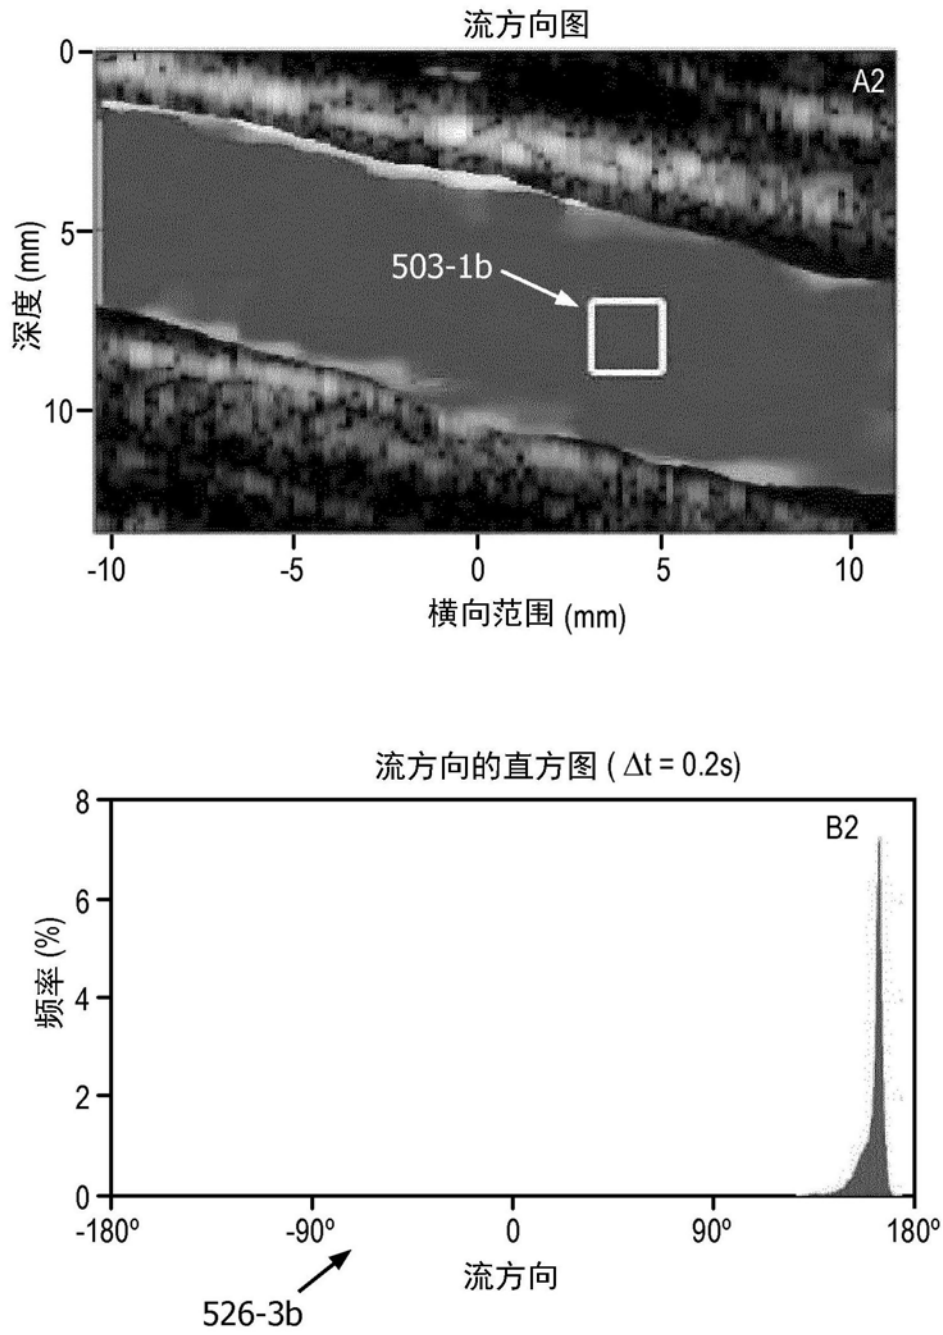 流方向图
A2
0
5
10
深度 (mm)
503-1b
-10 -5 0 5 10
横向范围 (mm)
流方向的直方图 ( Δt = 0.2s)
B2
8
6
4
2
0
频率 (%)
-180º -90º 0 90º 180º
流方向
526-3b